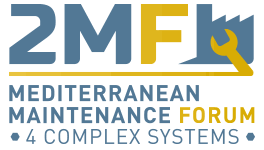 2MF
MEDITERRANEAN
MAINTENANCE FORUM
• 4 COMPLEX SYSTEMS •